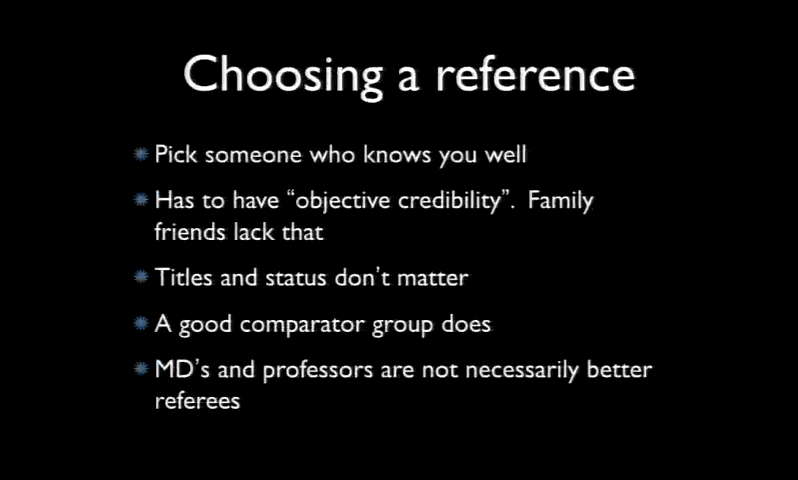 Choosing a reference
Pick someone who knows you well
Has to have “objective credibility”.  Family
friends lack that
Titles and status don’t matter
A good comparator group does
MD’s and professors are not necessarily better
referees